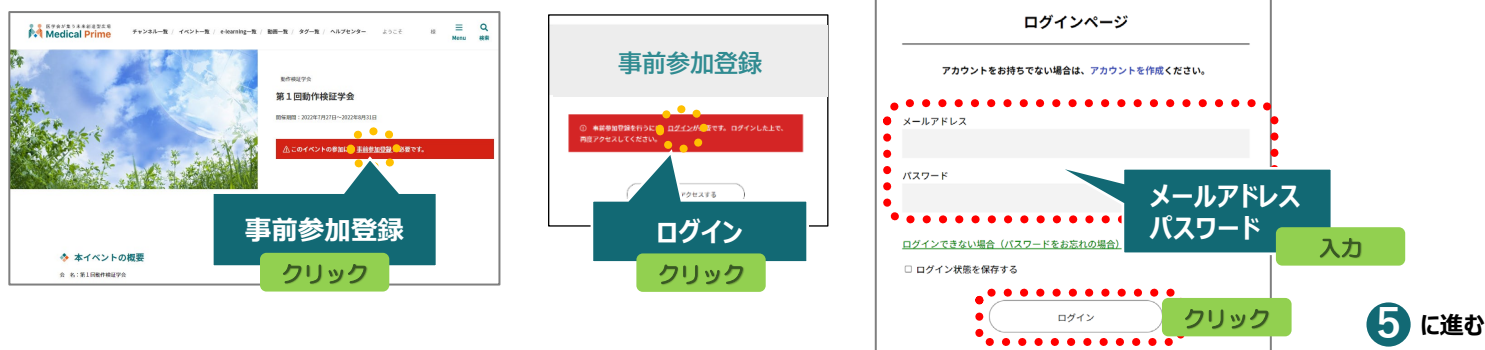 医学会が集う未来創造型広場
Medical Prime
チャンネル一覧 / イベント一覧 / e-learning一覧 / 動画一覧 / タグ一覧 / ヘルプセンター ようこそ 様 Menu 検索
動作検証学会
第1回動作検証学会
開催期間：2022年7月27日～2022年8月31日
このイベントの参加に 事前参加登録 必要です。
事前参加登録
クリック
本イベントの概要
会 名：第1回動作検証学会
事前参加登録
事前参加登録を行うに ログインが 要です。ログインした上で、
再度アクセスしてください。
アクセスする
ログイン
クリック
ログインページ
アカウントをお持ちでない場合は、アカウントを作成ください。
メールアドレス
パスワード
メールアドレス
パスワード
入力
ログインできない場合（パスワードをお忘れの場合）
ログイン状態を保存する
ログイン
クリック
5 に進む